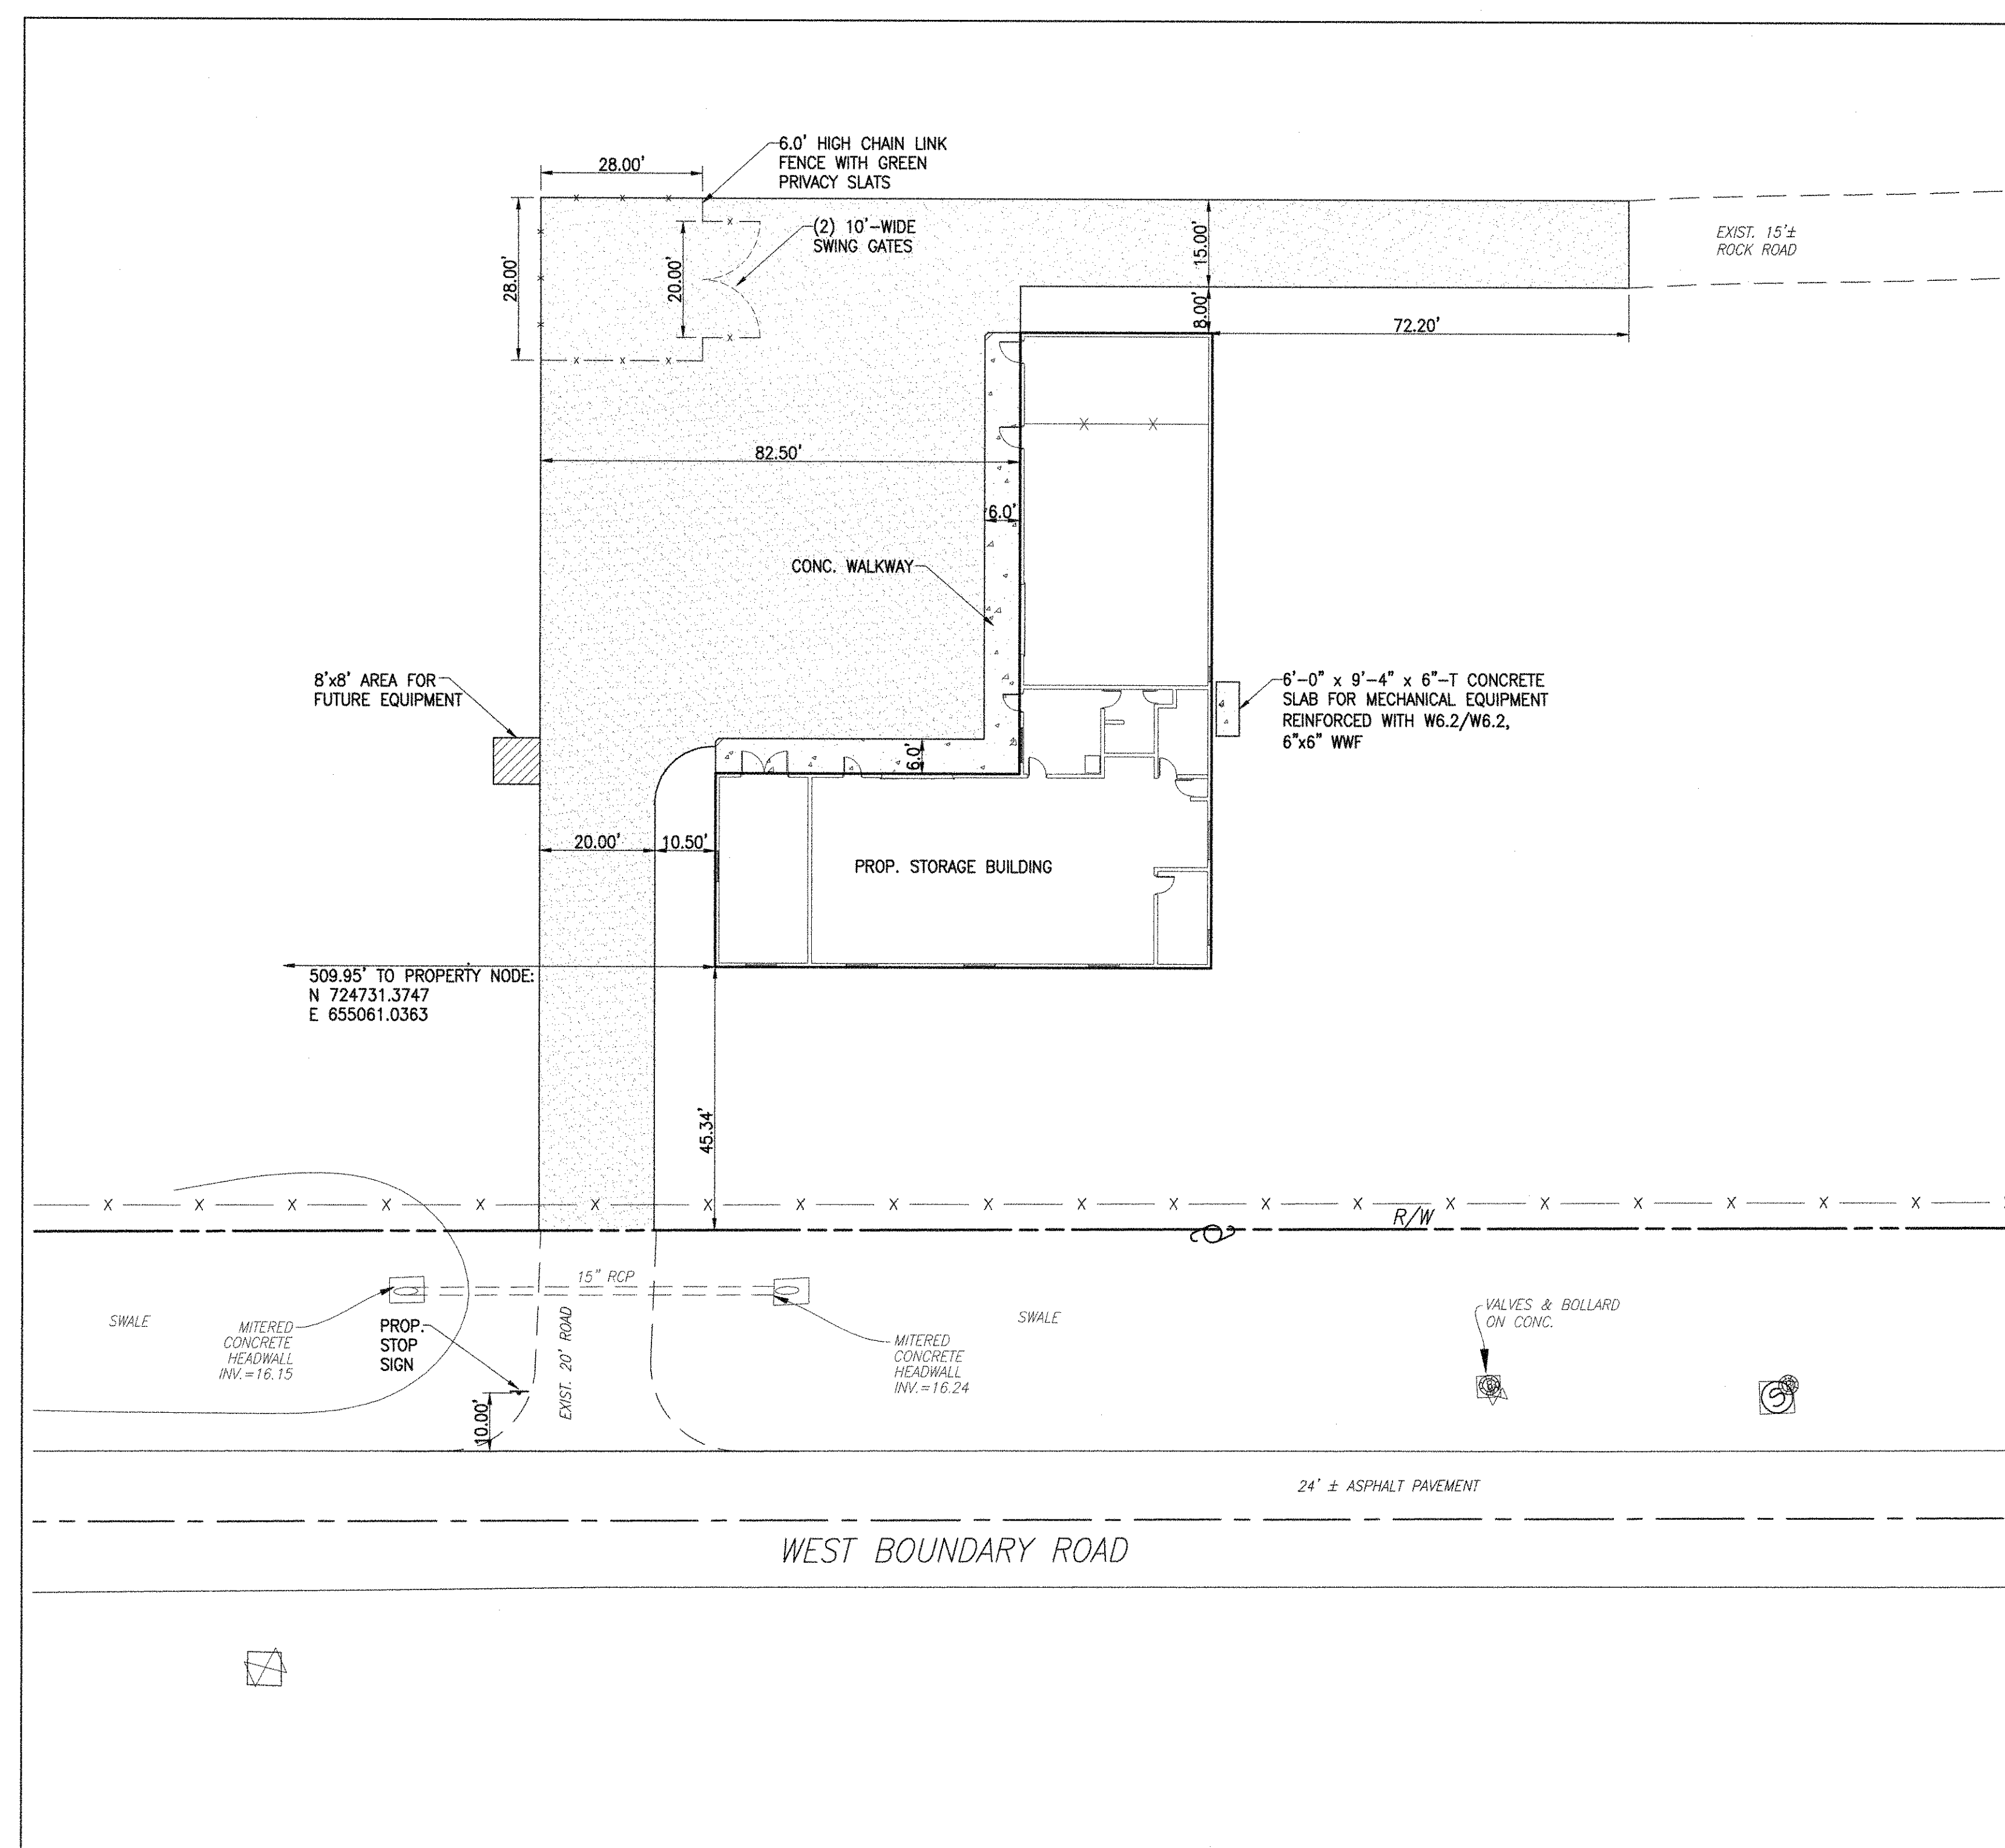 6.0' HIGH CHAIN LINK
FENCE WITH GREEN
PRIVACY SLATS
28.00'
(2) 10'-WIDE
SWING GATES
28.00'
20.00'
15.00'
EXIST. 15'±
ROCK ROAD
8.00'
72.20'
82.50'
6.0'
CONC. WALKWAY
8'x8' AREA FOR
FUTURE EQUIPMENT
6'-0" x 9'-4" x 6"-T CONCRETE
SLAB FOR MECHANICAL EQUIPMENT
REINFORCED WITH W6.2/W6.2,
6"x6" WWF
6.0'
20.00'
10.50'
PROP. STORAGE BUILDING
509.95' TO PROPERTY NODE:
N 724731.3747
E 655061.0363
45.34'
R/W
15" RCP
SWALE
MITERED
CONCRETE
HEADWALL
INV.=16.15
PROP.
STOP
SIGN
EXIST. 20' ROAD
10.00'
MITERED
CONCRETE
HEADWALL
INV.=16.24
SWALE
VALVES & BOLLARD
ON CONC.
S
24' ± ASPHALT PAVEMENT
WEST BOUNDARY ROAD